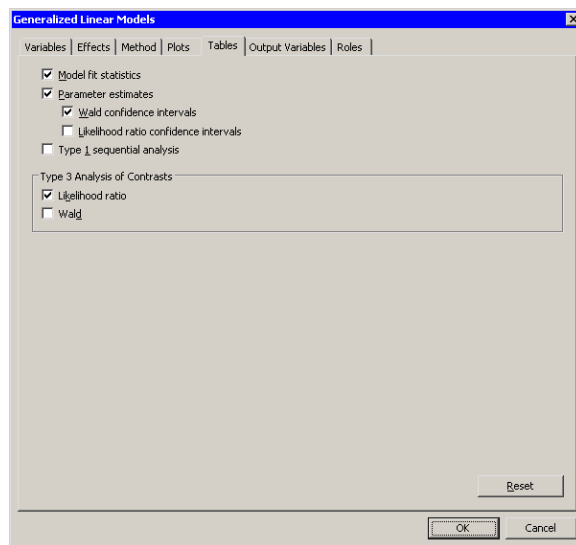 Generalized Linear Models
Variables Effects Method Plots Tables Output Variables Roles
Model fit statistics
Parameter estimates
Wald confidence intervals
Likelihood ratio confidence intervals
Type 1 sequential analysis
Type 3 Analysis of Contrasts
Likelihood ratio
Wald
Reset
OK Cancel